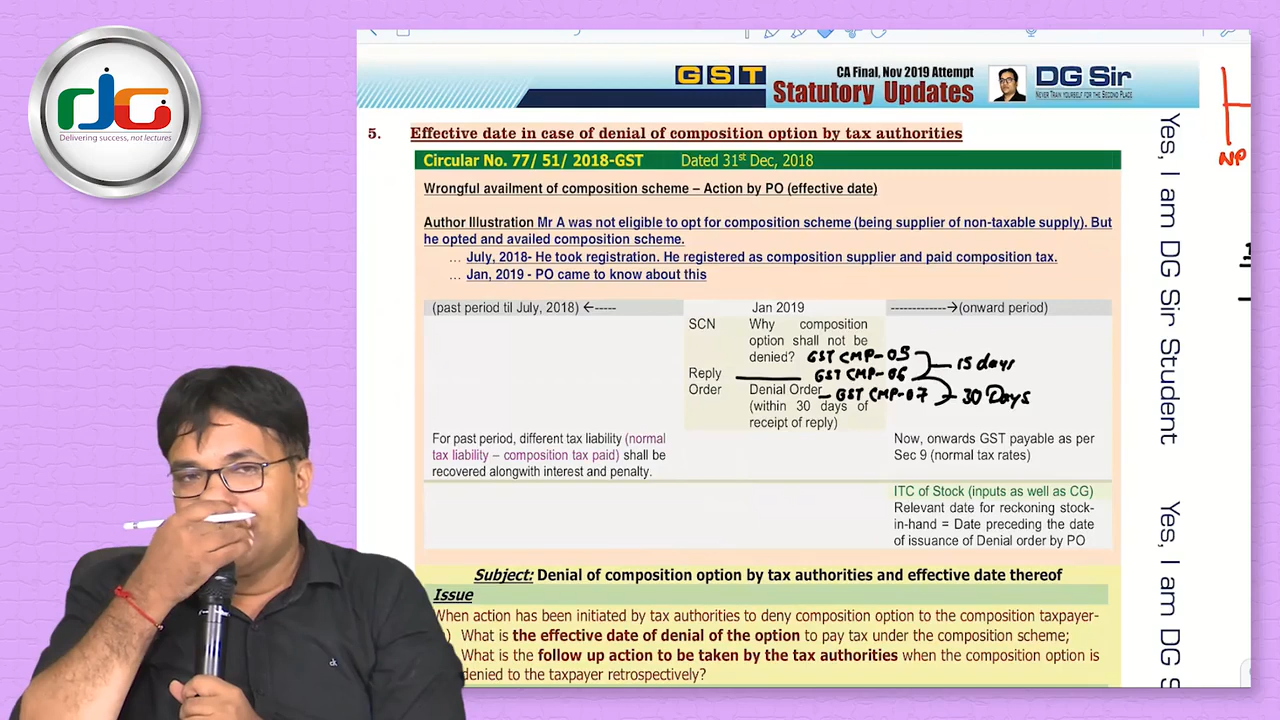 Delivering success, not lectures
GST
CA Final, Nov 2019 Attempt
Statutory Updates
DG Sir
NEVER TRAIN YOURSELF FOR THE SECOND PLACE
5. Effective date in case of denial of composition option by tax authorities
Circular No. 77/ 51/ 2018-GST Dated 31st Dec, 2018
Wrongful availment of composition scheme – Action by PO (effective date)
Author Illustration Mr A was not eligible to opt for composition scheme (being supplier of non-taxable supply). But
he opted and availed composition scheme.
... July, 2018- He took registration. He registered as composition supplier and paid composition tax.
... Jan, 2019 - PO came to know about this
(past period til July, 2018) ←----- Jan 2019 -------------→(onward period)
SCN Why composition
option shall not be
denied? GST CMP-05
15 days
Reply GST CMP-06
Order Denial Order – GST CMP-07 30 Days
(within 30 days of
receipt of reply)
For past period, different tax liability (normal
tax liability – composition tax paid) shall be
recovered alongwith interest and penalty.
Now, onwards GST payable as per
Sec 9 (normal tax rates)
ITC of Stock (inputs as well as CG)
Relevant date for reckoning stock-
in-hand = Date preceding the date
of issuance of Denial order by PO
Subject: Denial of composition option by tax authorities and effective date thereof
Issue
When action has been initiated by tax authorities to deny composition option to the composition taxpayer-
) What is the effective date of denial of the option to pay tax under the composition scheme;
What is the follow up action to be taken by the tax authorities when the composition option is
denied to the taxpayer retrospectively?
Yes, I am DG Sir Student
Yes, I am DG S
NP
dk